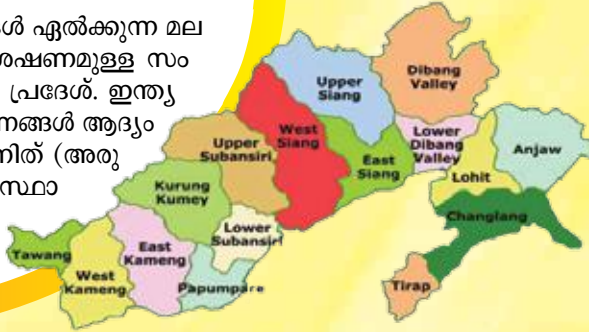 ൾ ഏൽക്കുന്ന മല
ശേഷണമുള്ള സം
പ്രദേശ്. ഇന്ത്യ
നങ്ങൾ ആദ്യം
നിത് (അരു
സ്ഥാ
Dibang
Valley
Upper
Siang
West
Siang
Lower
Dibang
Valley
Anjaw
Upper
Subansiri
East
Siang
Lohit
Kurung
Kumey
Changlang
Lower
Subansiri
Tawang
East
Kameng
West
Kameng
Papumpare
Tirap